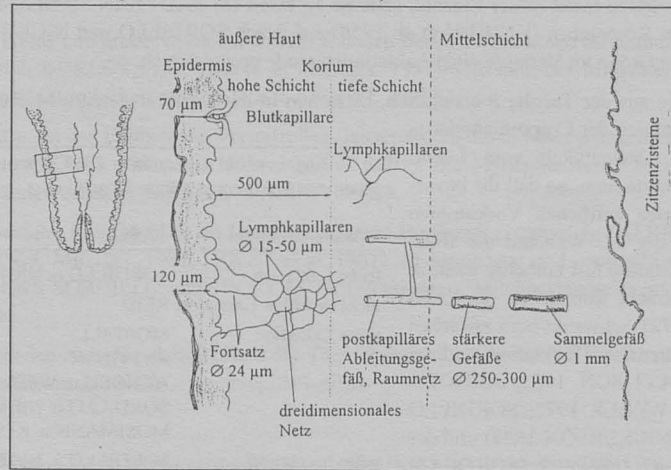 äußere Haut
Mittelschicht
Epidermis
Korium
hohe Schicht
tiefe Schicht
70 µm
Blutkapillare
Lymphkapillaren
500 µm
Zitzenzisterne
Lymphkapillaren
Ø 15-50 µm
120 µm
Fortsatz
Ø 24 µm
postkapilläres
Ableitungsge-
fäß, Raumnetz
stärkere
Gefäße
Ø 250-300 µm
Sammelgefäß
Ø 1 mm
dreidimensionales
Netz